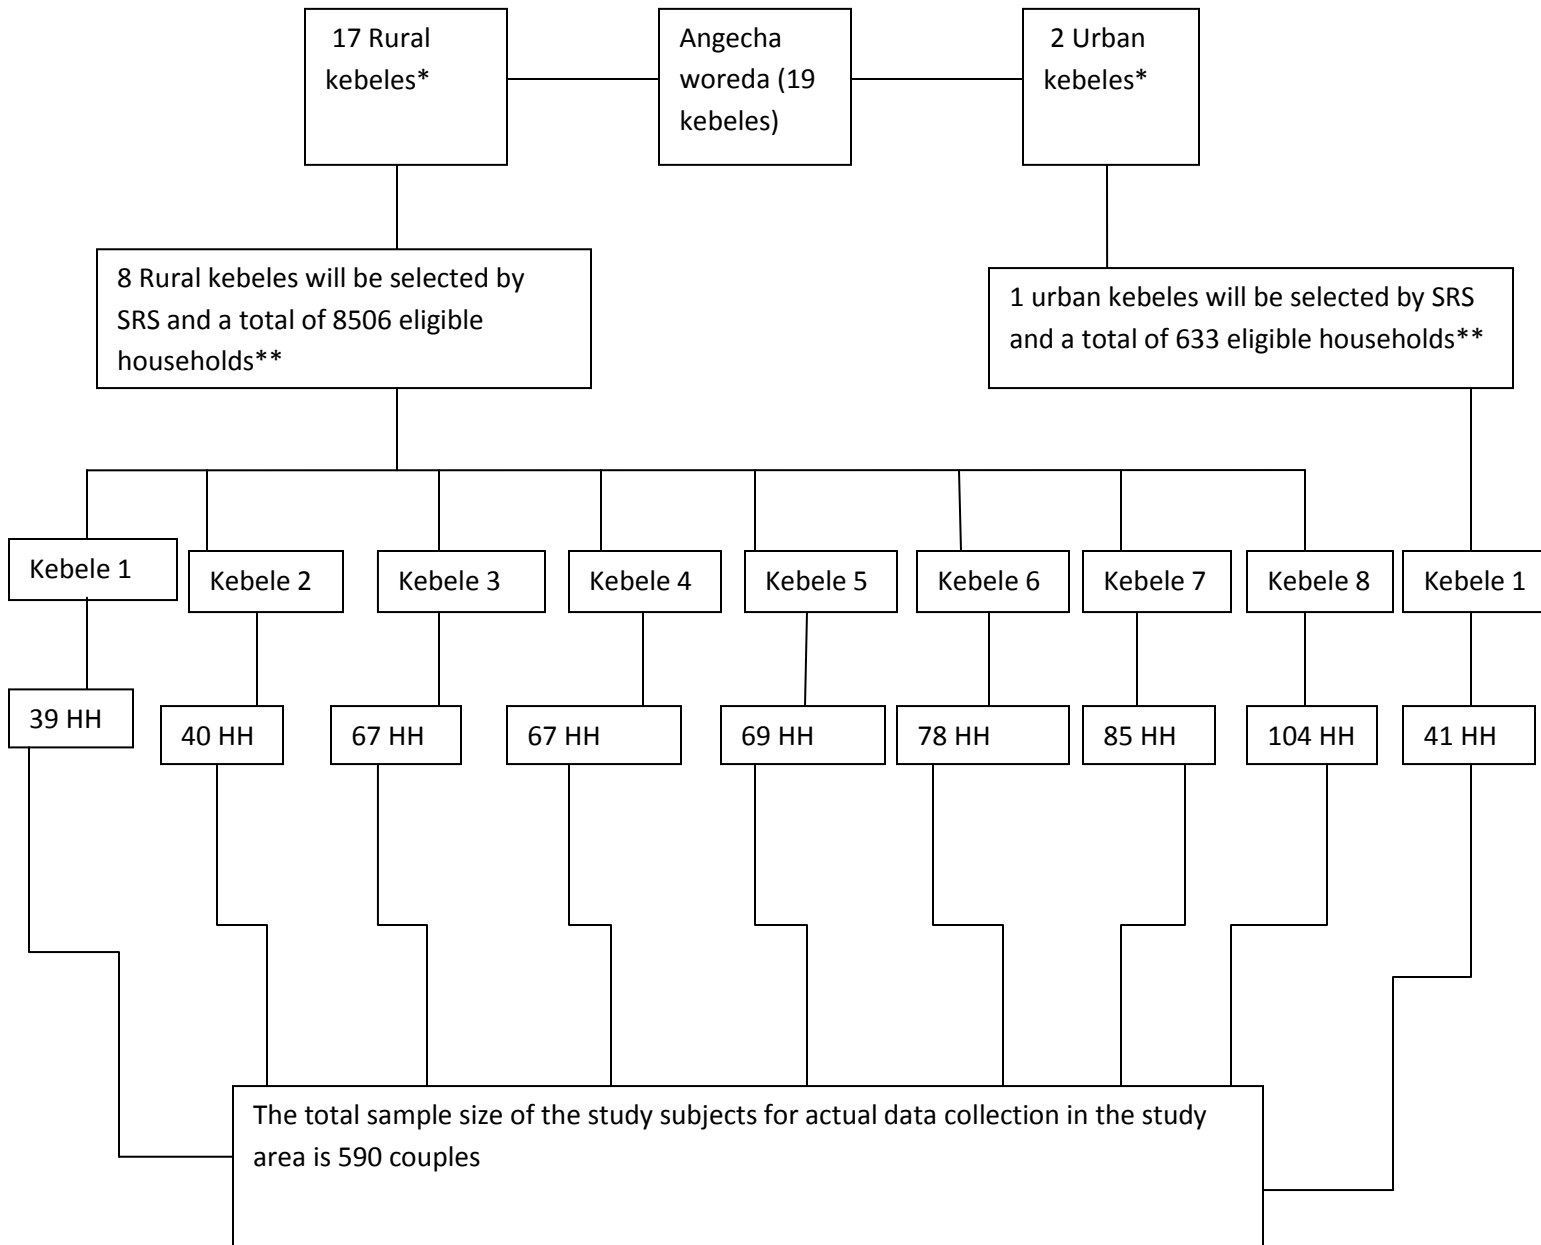 17 Rural
kebeles*
Angecha
woreda (19
kebeles)
2 Urban
kebeles*
8 Rural kebeles will be selected by
SRS and a total of 8506 eligible
households**
1 urban kebeles will be selected by SRS
and a total of 633 eligible households**
Kebele 1
Kebele 2
Kebele 3
Kebele 4
Kebele 5
Kebele 6
Kebele 7
Kebele 8
Kebele 1
39 HH
40 HH
67 HH
67 HH
69 HH
78 HH
85 HH
104 HH
41 HH
The total sample size of the study subjects for actual data collection in the study
area is 590 couples